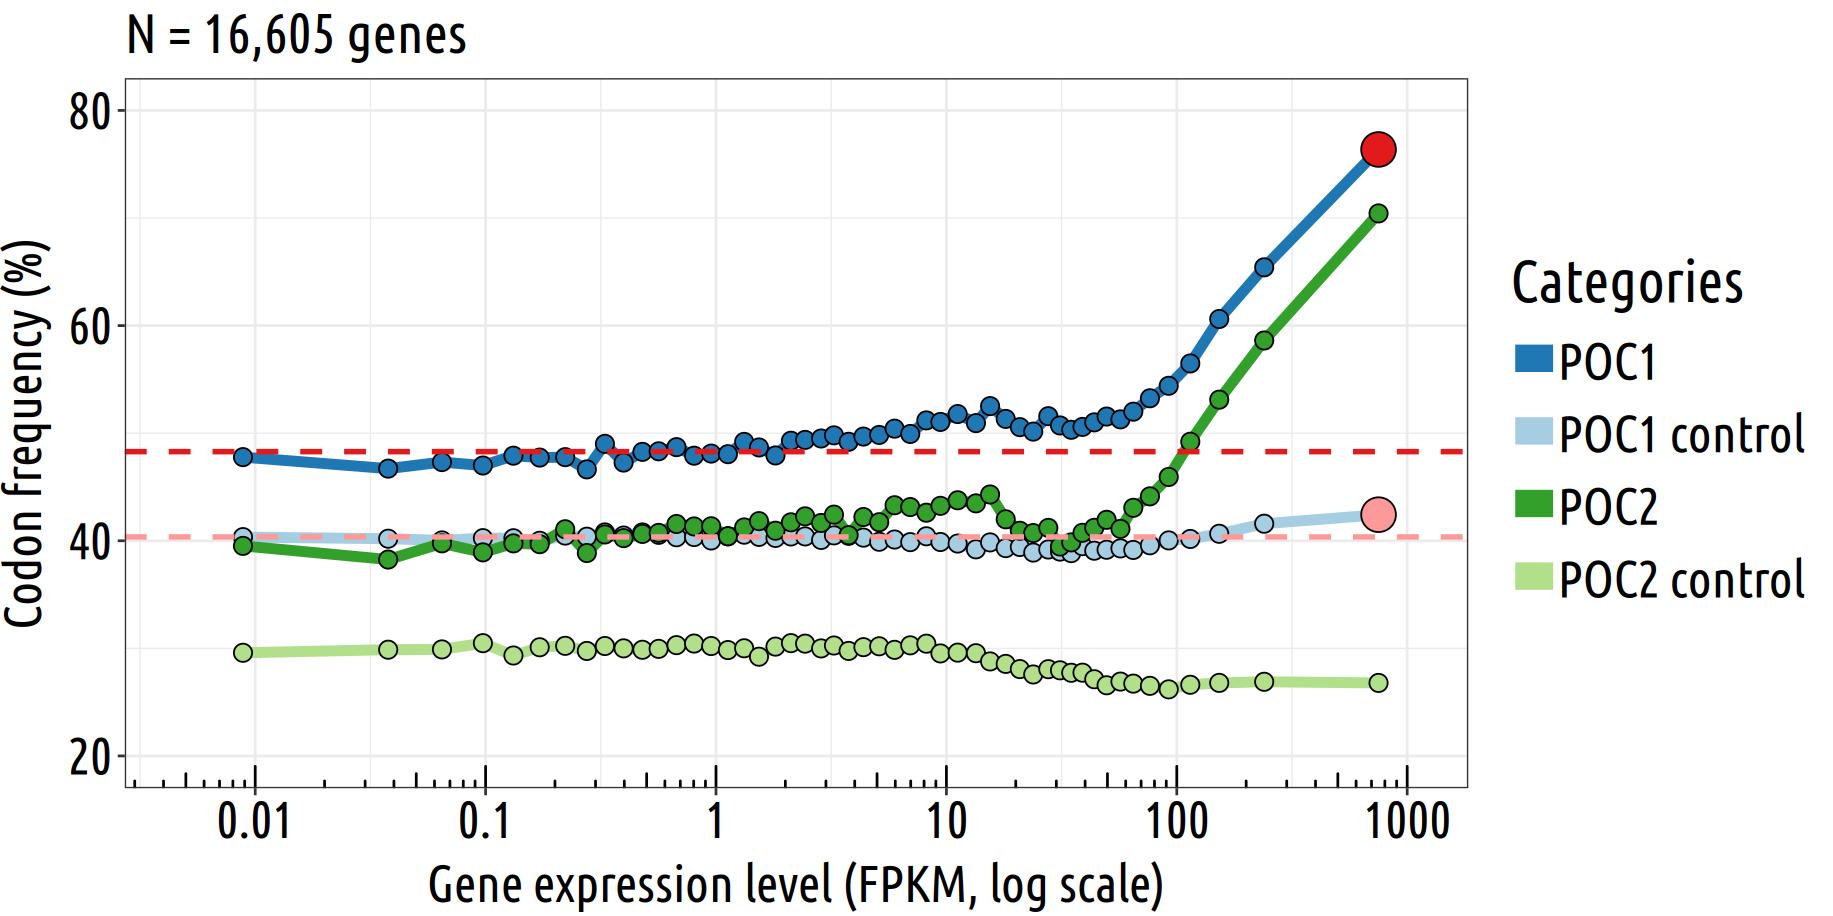 N = 16,605 genes
80
60
40
20
Codon frequency (%)
0.01 0.1 1 10 100 1000
Gene expression level (FPKM, log scale)
Categories
POC1
POC1 control
POC2
POC2 control